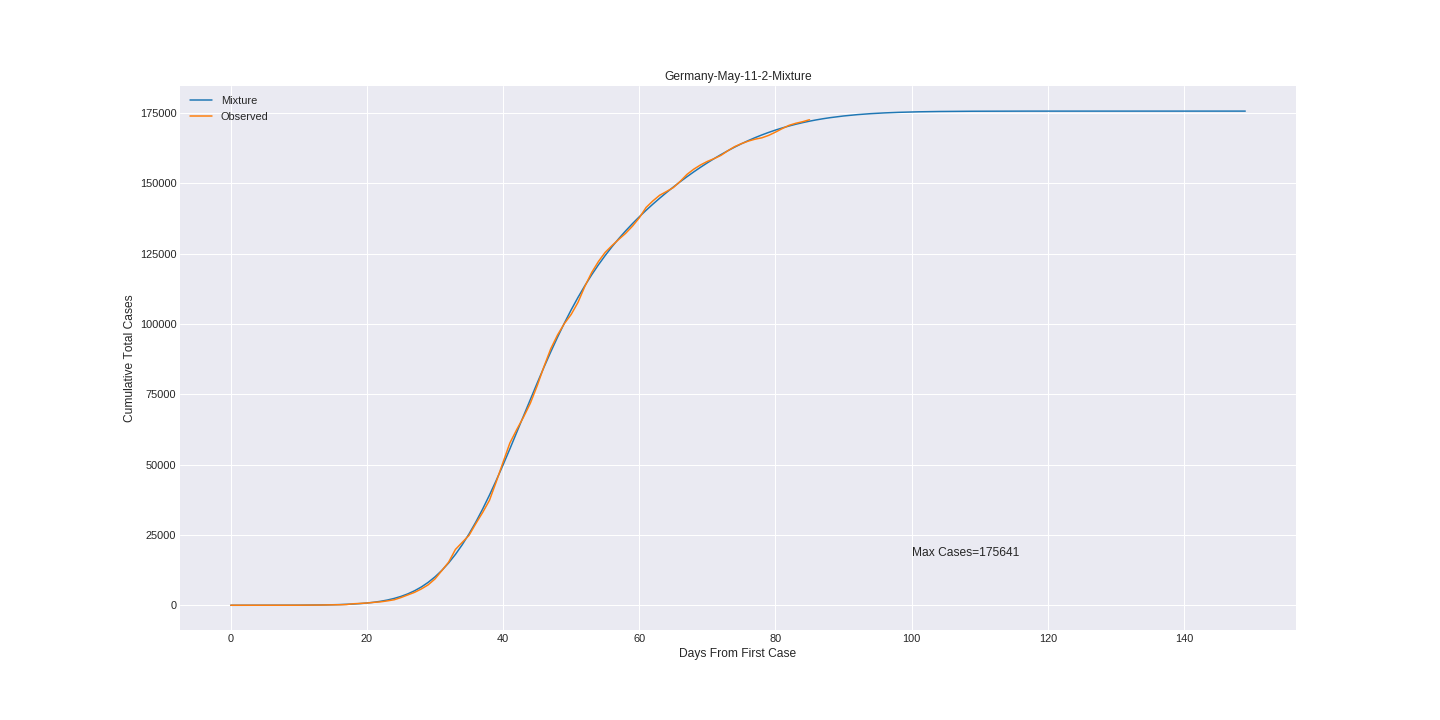 Germany-May-11-2-Mixture
Mixture
Observed
175000
150000
125000
100000
75000
50000
25000
0
Cumulative Total Cases
Max Cases=175641
0 20 40 60 80 100 120 140
Days From First Case